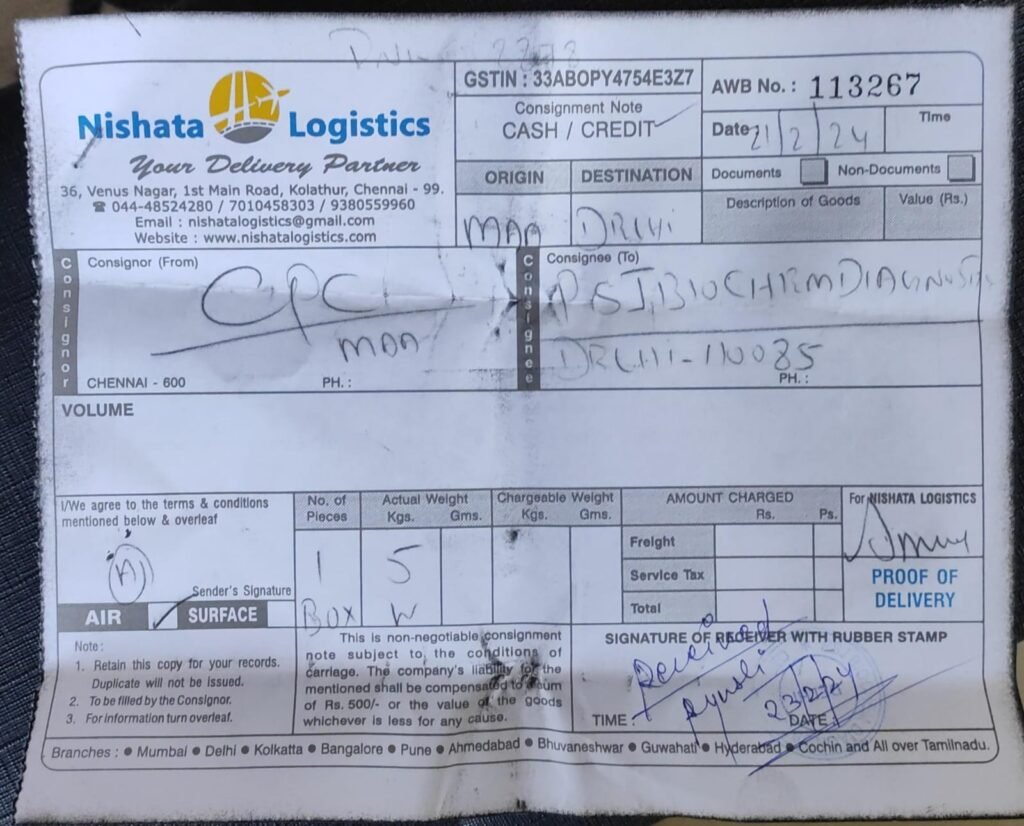 GSTIN : 33ABOPY4754E3Z7
AWB No. : 113267
Nishata Logistics
Your Delivery Partner
36, Venus Nagar, 1st Main Road, Kolathur, Chennai - 99.
☎ 044-48524280 / 7010458303 / 9380559960
Email : nishatalogistics@gmail.com
Website : www.nishatalogistics.com
Consignment Note
CASH / CREDIT ✓
Date 21/2/24
Time
ORIGIN
DESTINATION
MAA
DELHI
Documents
Non-Documents
Description of Goods
Value (Rs.)
Consignor
Consignor (From)
CPC
MAA
CHENNAI - 600
PH. :
Consignee
Consignee (To)
BIOCHEM DIAGNOSTIC
DELHI-110085
PH. :
VOLUME
I/We agree to the terms & conditions
mentioned below & overleaf
Sender's Signature
AIR ✓ SURFACE
No. of
Pieces
1
BOX
Actual Weight
Kgs. Gms.
5
W
Chargeable Weight
Kgs. Gms.
AMOUNT CHARGED
Rs. Ps.
Freight
Service Tax
Total
For NISHATA LOGISTICS
PROOF OF
DELIVERY
Note :
1. Retain this copy for your records.
Duplicate will not be issued.
2. To be filled by the Consignor.
3. For information turn overleaf.
This is non-negotiable consignment
note subject to, the conditions of
carriage. The company's liability for the
mentioned shall be compensated to a sum
of Rs. 500/- or the value of the goods
whichever is less for any cause.
SIGNATURE OF RECEIVER WITH RUBBER STAMP
Received
23/2/24
TIME :
DATE :
Branches : ● Mumbai ● Delhi ● Kolkatta ● Bangalore ● Pune ● Ahmedabad ● Bhuvaneshwar ● Guwahati ● Hyderabad ● Cochin and All over Tamilnadu.